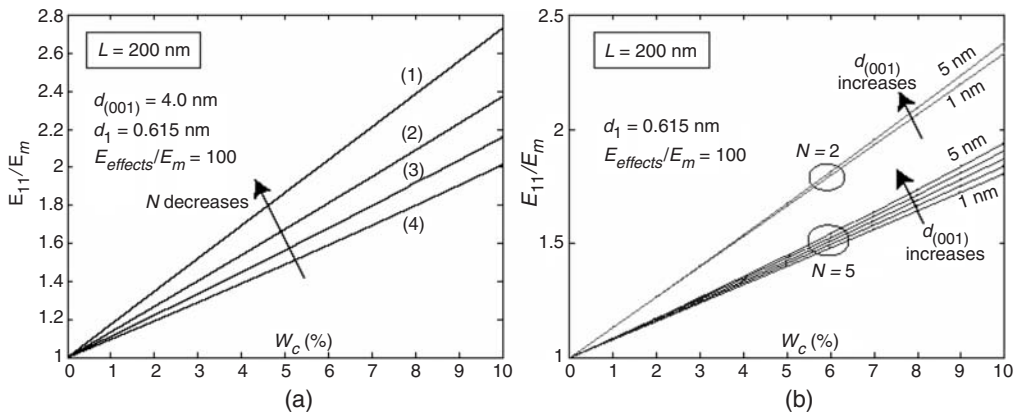 2.8
2.6
2.4
2.2
2
1.8
1.6
1.4
1.2
1
E11/Em
L = 200 nm
d(001) = 4.0 nm
d1 = 0.615 nm
Eeffects/Em = 100
N decreases
(1)
(2)
(3)
(4)
0 1 2 3 4 5 6 7 8 9 10
Wc (%)
(a)
2.5
2
1.5
1
E11/Em
L = 200 nm
d1 = 0.615 nm
Eeffects/Em = 100
d(001)
increases
5 nm
1 nm
N = 2
5 nm
1 nm
N = 5
d(001)
increases
0 1 2 3 4 5 6 7 8 9 10
Wc (%)
(b)